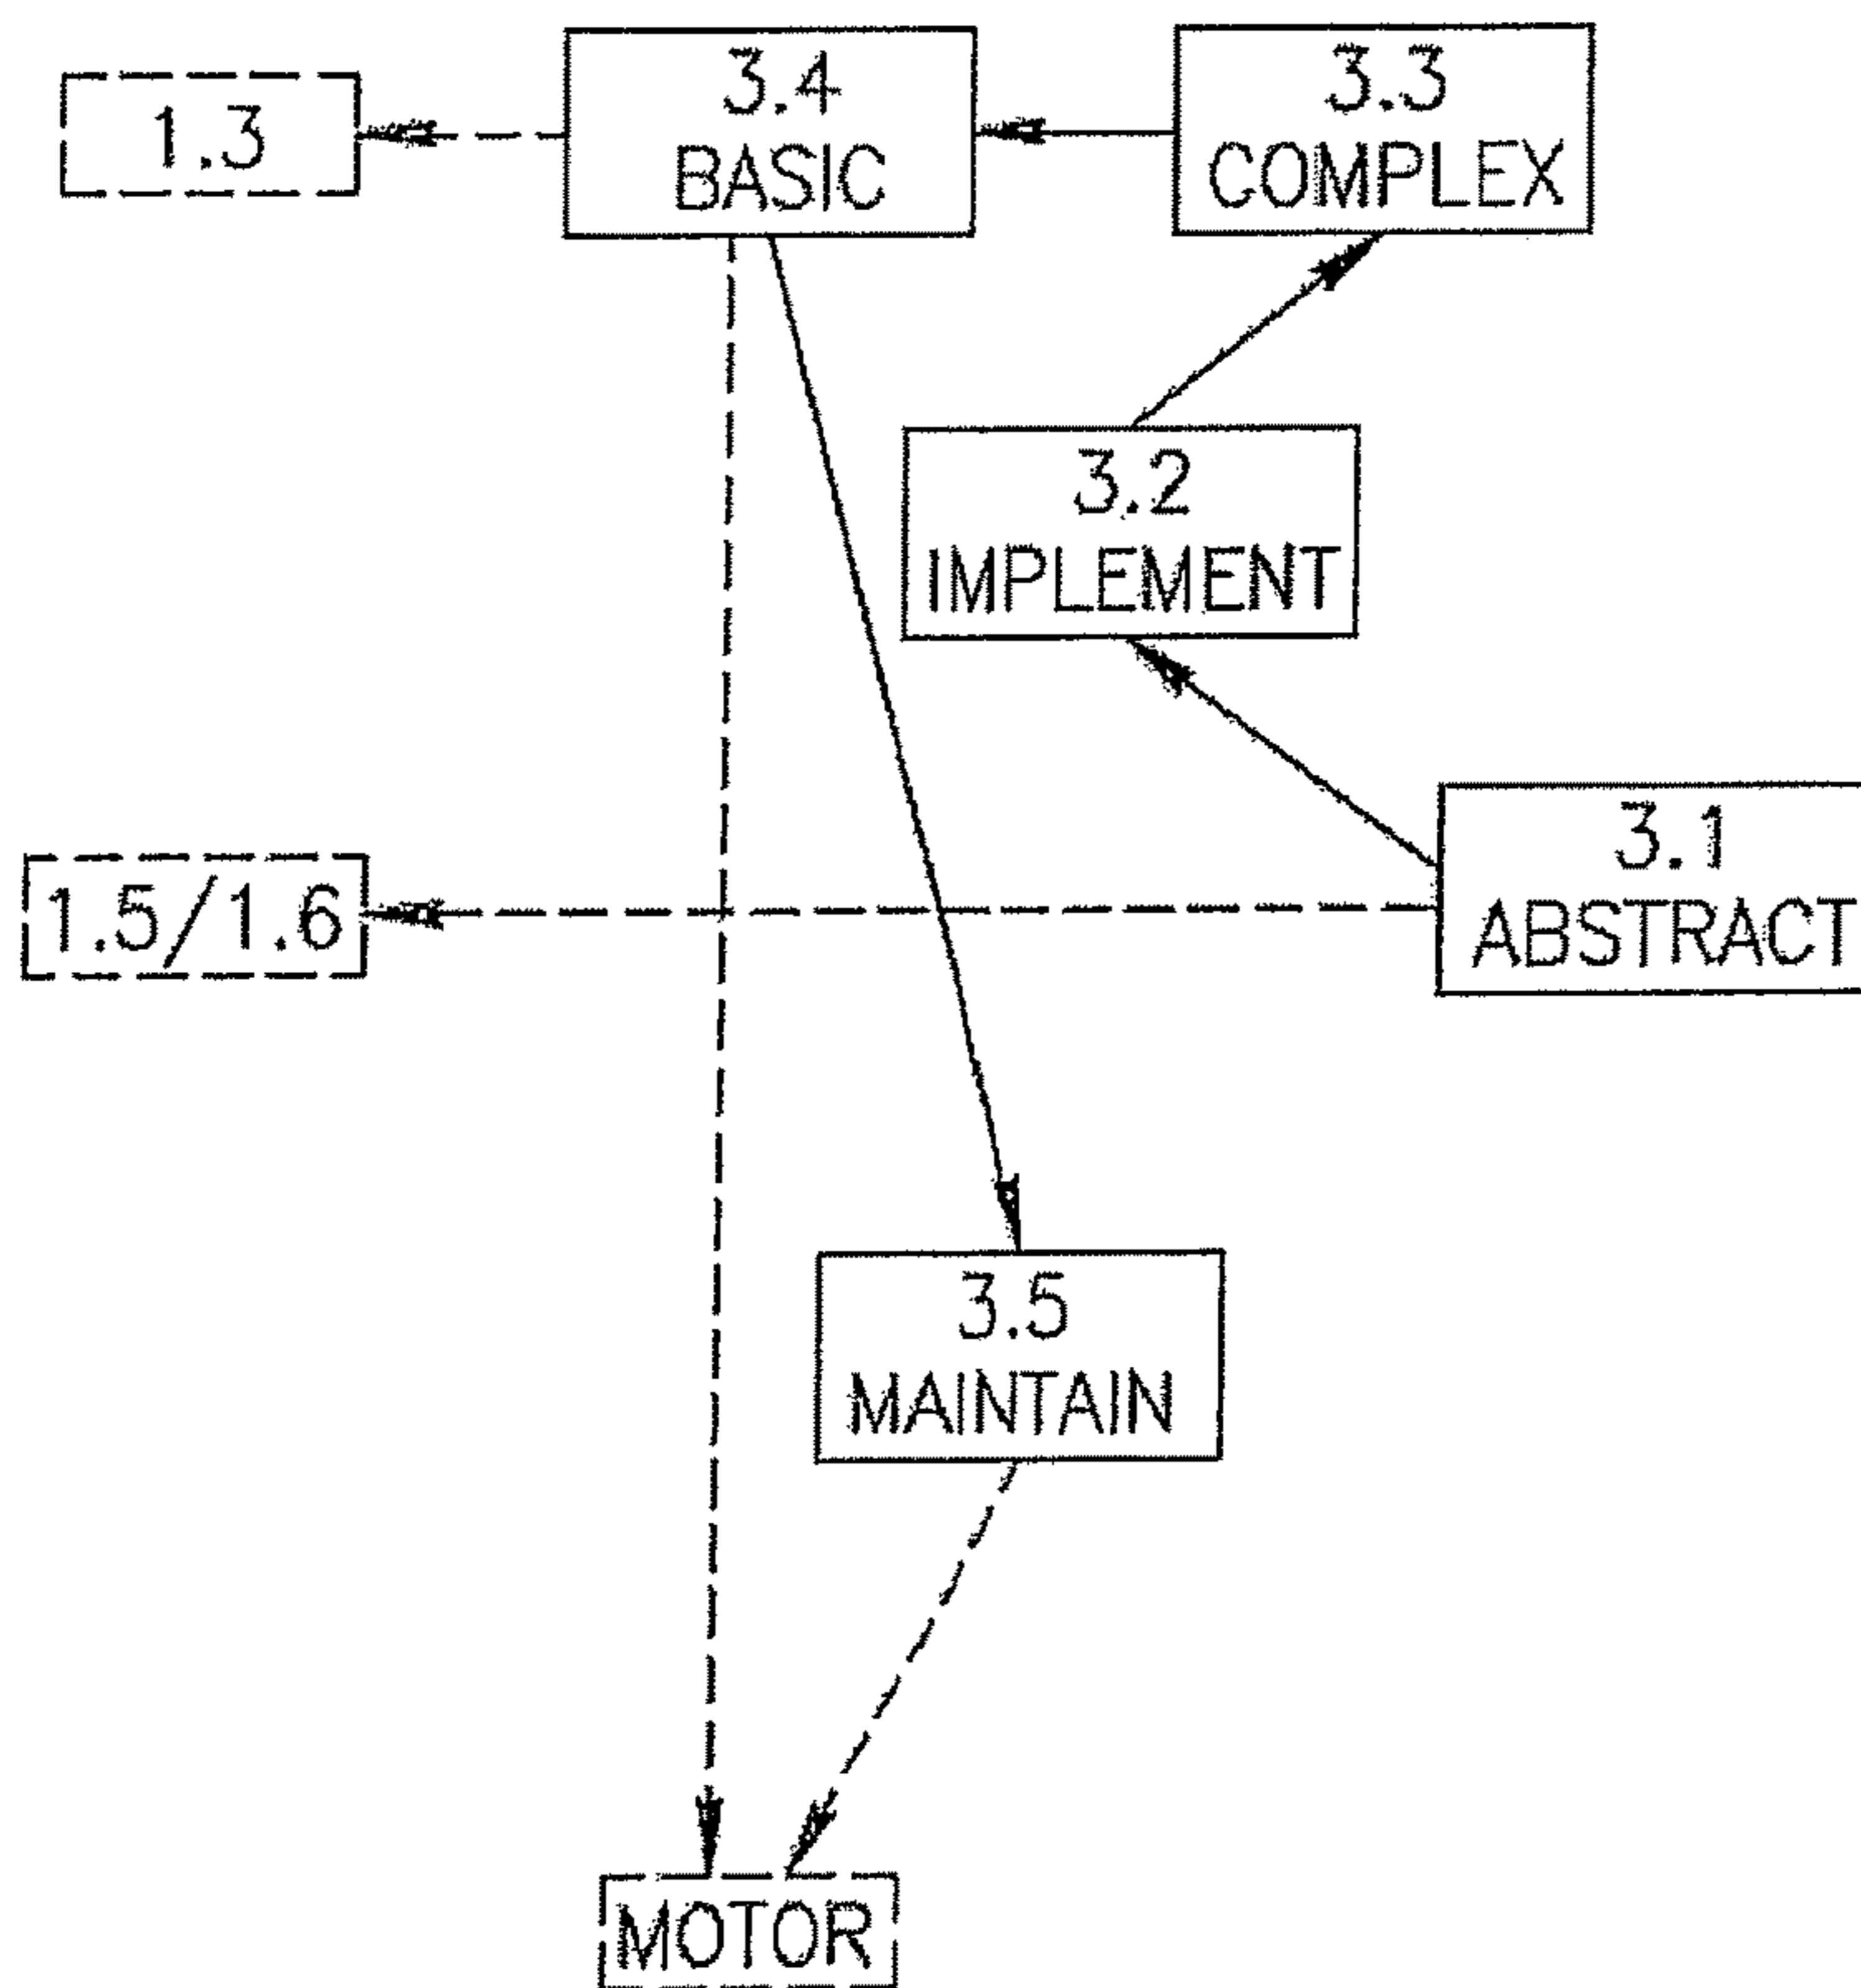 1.3
3.4
BASIC
3.3
COMPLEX
3.2
IMPLEMENT
3.1
ABSTRACT
1.5/1.6
3.5
MAINTAIN
MOTOR